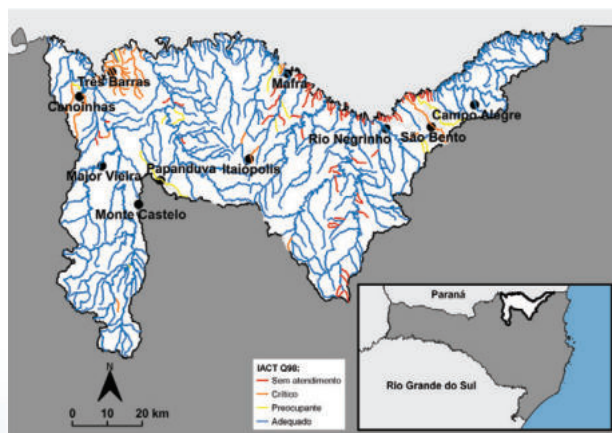 Três Barras
Canoinhas
Mafra
Campo Alegre
Rio Negrinho
São Bento
Major Vieira
Papanduva
Itaiópolis
Monte Castelo
N
0 10 20 km
IACT Q98:
Sem atendimento
Crítico
Preocupante
Adequado
Paraná
Rio Grande do Sul